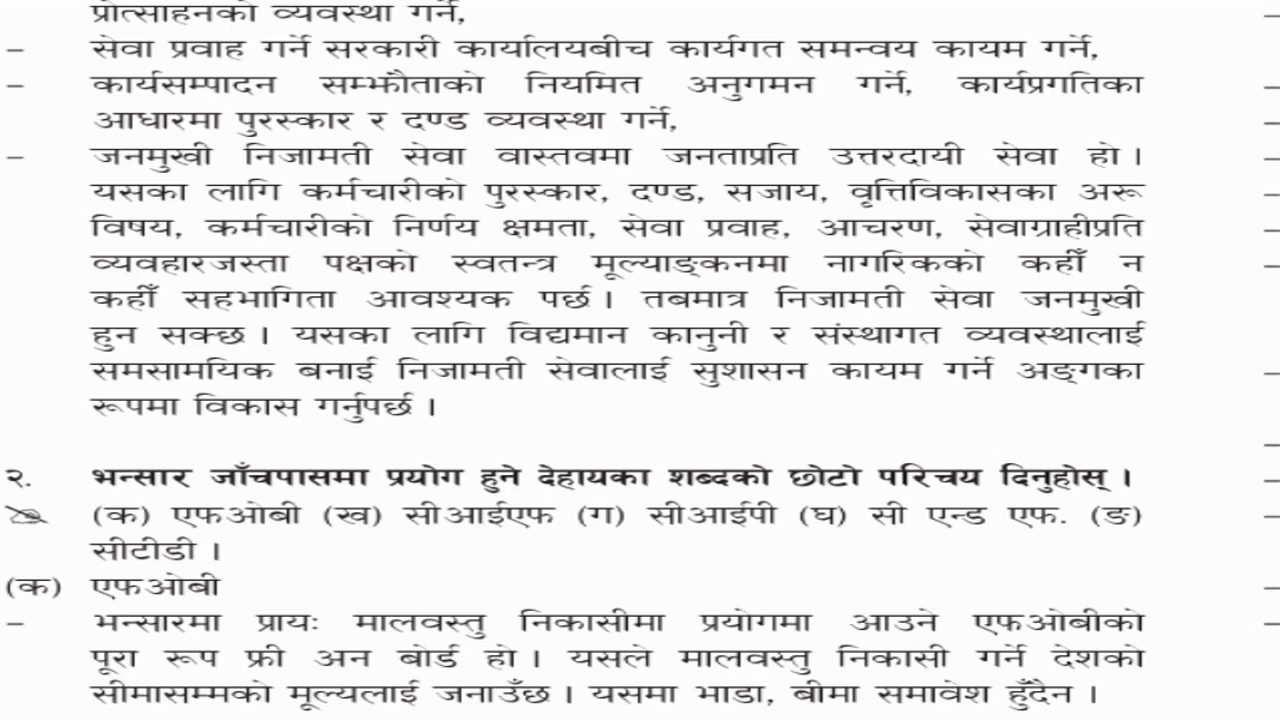 प्रोत्साहनको व्यवस्था गर्ने,
– सेवा प्रवाह गर्ने सरकारी कार्यालयबीच कार्यगत समन्वय कायम गर्ने,
– कार्यसम्पादन सम्झौताको नियमित अनुगमन गर्ने, कार्यप्रगतिका
आधारमा पुरस्कार र दण्ड व्यवस्था गर्ने,
– जनमुखी निजामती सेवा वास्तवमा जनताप्रति उत्तरदायी सेवा हो ।
यसका लागि कर्मचारीको पुरस्कार, दण्ड, सजाय, वृत्तिविकासका अरू
विषय, कर्मचारीको निर्णय क्षमता, सेवा प्रवाह, आचरण, सेवाग्राहीप्रति
व्यवहारजस्ता पक्षको स्वतन्त्र मूल्याङ्कनमा नागरिकको कहीँ न
कहीँ सहभागिता आवश्यक पर्छ । तबमात्र निजामती सेवा जनमुखी
हुन सक्छ । यसका लागि विद्यमान कानुनी र संस्थागत व्यवस्थालाई
समसामयिक बनाई निजामती सेवालाई सुशासन कायम गर्ने अङ्गका
रूपमा विकास गर्नुपर्छ ।
२. भन्सार जाँचपासमा प्रयोग हुने देहायका शब्दको छोटो परिचय दिनुहोस् ।
(क) एफओबी (ख) सीआईएफ (ग) सीआईपी (घ) सी एन्ड एफ. (ङ)
सीटीडी ।
(क) एफओबी
– भन्सारमा प्रायः मालवस्तु निकासीमा प्रयोगमा आउने एफओबीको
पूरा रूप फ्री अन बोर्ड हो । यसले मालवस्तु निकासी गर्ने देशको
सीमासम्मको मूल्यलाई जनाउँछ । यसमा भाडा, बीमा समावेश हुँदैन ।